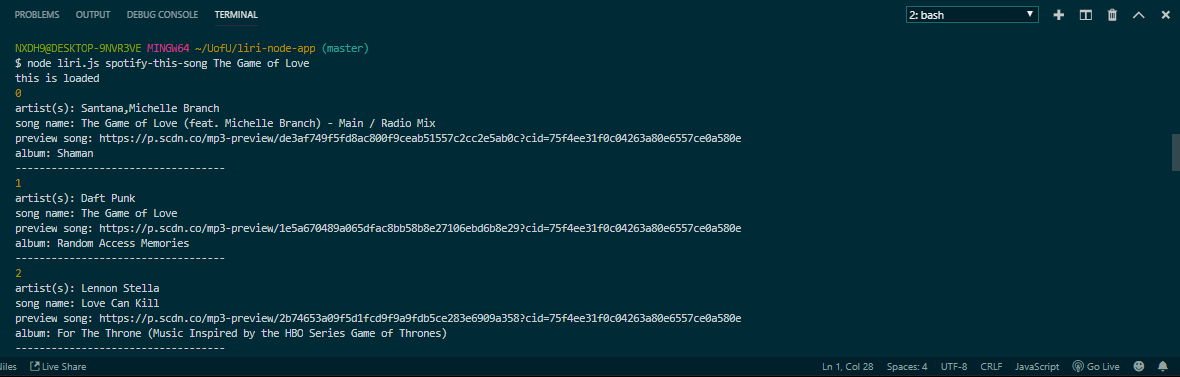 PROBLEMS OUTPUT DEBUG CONSOLE TERMINAL 2: bash
NXDH9@DESKTOP-9NVR3VE MINGW64 ~/UofU/liri-node-app (master)
$ node liri.js spotify-this-song The Game of Love
this is loaded
0
artist(s): Santana,Michelle Branch
song name: The Game of Love (feat. Michelle Branch) - Main / Radio Mix
preview song: https://p.scdn.co/mp3-preview/de3af749f5fd8ac800f9ceab51557c2cc2e5ab0c?cid=75f4ee31f0c04263a80e6557ce0a580e
album: Shaman
-----------------------------------
1
artist(s): Daft Punk
song name: The Game of Love
preview song: https://p.scdn.co/mp3-preview/1e5a670489a065dfac8bb58b8e27106ebd6b8e29?cid=75f4ee31f0c04263a80e6557ce0a580e
album: Random Access Memories
-----------------------------------
2
artist(s): Lennon Stella
song name: Love Can Kill
preview song: https://p.scdn.co/mp3-preview/2b74653a09f5d1fcd9f9a9fdb5ce283e6909a358?cid=75f4ee31f0c04263a80e6557ce0a580e
album: For The Throne (Music Inspired by the HBO Series Game of Thrones)
-----------------------------------
Niles Live Share Ln 1, Col 28 Spaces: 4 UTF-8 CRLF JavaScript Go Live